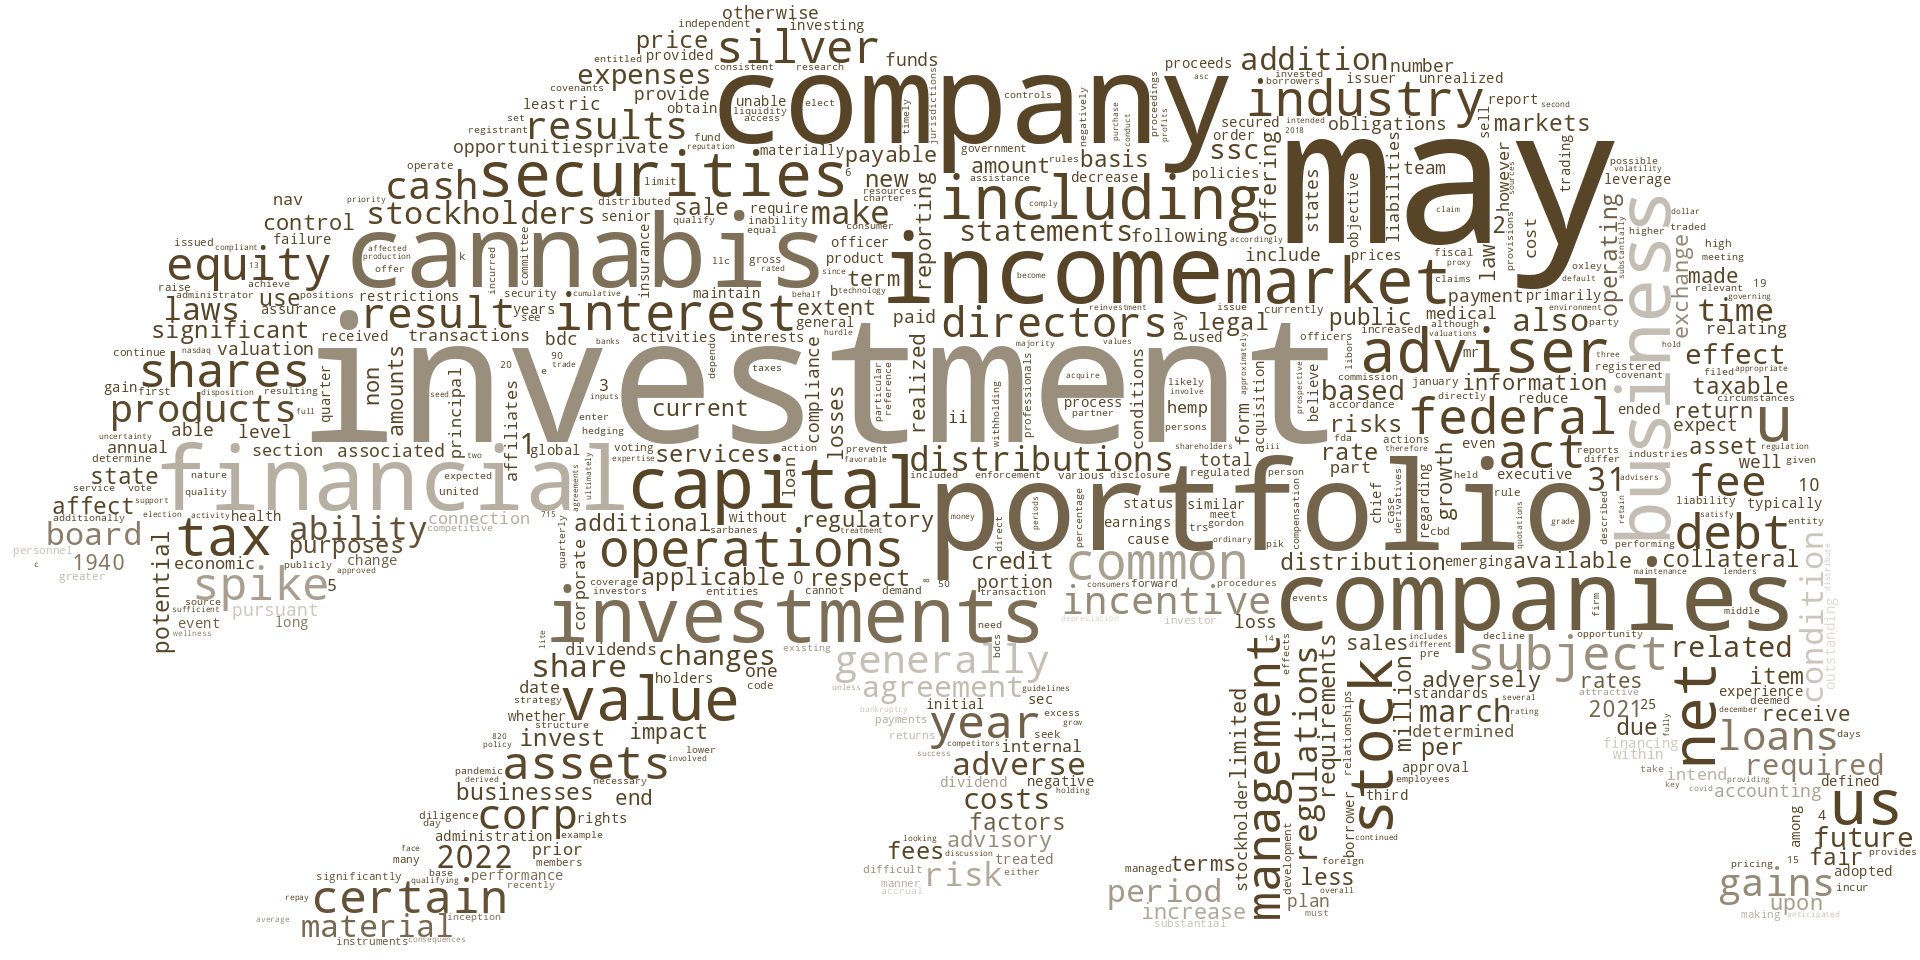 otherwise
independent investing
price silver funds
entitled provided
expenses company addition number
consistent research proceeds
covenants provide unable elect controls invested issuer unrealized
least ric obtain liquidity access borrowers industry report second
set results timely jurisdictions negatively purchase conduct proceedings profits asc secured intended 2018 sell markets
registrant fund reputation government order obligations
opportunities private materially payable amount rules basis ssc may team possible
operate securities 6 new assistance decrease policies offering states objective liabilities however trading volatility
cash limit resources leverage
priority distributed senior qualify sale require make charter comply including claim sources dollar
nav stockholders inability equal consumer reporting statements following accordingly 2 provisions cost traded
control cannabis committee insurance officer include prices law operating substantially higher
issued failure affected production k incurred llc gross product income market fiscal oxley business exchange high
compliant equity 13 offer rated since term become proxy claims default meeting
raise achieve security cumulative maintain behalf b technology reinvestment issue currently payment primarily environment made relevant 19
administrator use positions restrictions interest extent
laws assurance years see hurdle general paid directors pay legal public medical also party time governing
significant received result transactions bdc activities interests used officers increased although relating
continue nasdaq valuation quarter investment banks depends compliance realized majority values libor adviser valuations mr three hold effect
gain first non 20 90 trade taxes approximately commission january registered filed appropriate
shares disposition resulting amounts principal e 3 inputs particular reference acquire likely involve prospective based information covenant taxable
products full seed enter current losses professionals process conditions hemp believe accordance directly reduce circumstances
able level hedging affiliates 1 ii partner persons form acquisition federal ended return u
uncertainty annual section associated global voting action prevent withholding shareholders iii risks fda actions even reports expect
determine two expertise favorable services distributions total rate therefore act differ industries asset regulation
state nature financial expected loan capital included enforcement various disclosure regulated person part growth executive held advisers well given
service vote quality united agreements ultimately percentage status similar chief case derivatives rule 31 fee 10
affect support connection periods portfolio compensation regarding described retain liability typically
additionally election activity health 715 additional without regulatory money earnings meet gordon grade satisfy
board tax ability competitive quarterly sarbanes treatment direct cause trs ordinary cbd quotations debt entity
personnel purposes operations credit common pik performing condition distribute
c 1940 economic publicly change corporate distribution emerging available collateral
greater potential approved coverage applicable 0 respect 8 50 portion consumers forward procedures maintenance lenders
spike 5 investors entities cannot demand transaction incentive events companies
source pursuant investments depreciation investor firm middle
sufficient event long lite need loss 14 includes decline opportunity
wellness dividends existing bdcs effects different subject related outstanding
share changes generally requirements pre
date holders one unless guidelines adversely rates item
strategy value code agreement sec million standards several attractive experience deemed
whether bankruptcy initial excess relationships march rating 2021 25 december receive
structure impact payments year grow management regulations stock determined due fully net days
820 invest returns competitors seek per financing loans
policy lower success internal limited approval within required
pandemic assets involved adverse negative employees take intend providing defined
derived necessary dividend holding third key covid accounting
businesses end costs us
diligence corp rights factors stockholder borrower continued among 4 future
day administration example looking advisory provides
face 2022 prior fees discussion treated development foreign pricing 15 fair
many base members difficult either managed terms less adopted
significantly qualifying performance manner risk overall gains incur
repay certain recently accrual period plan upon
average material inception increase must making anticipated
instruments consequences substantial